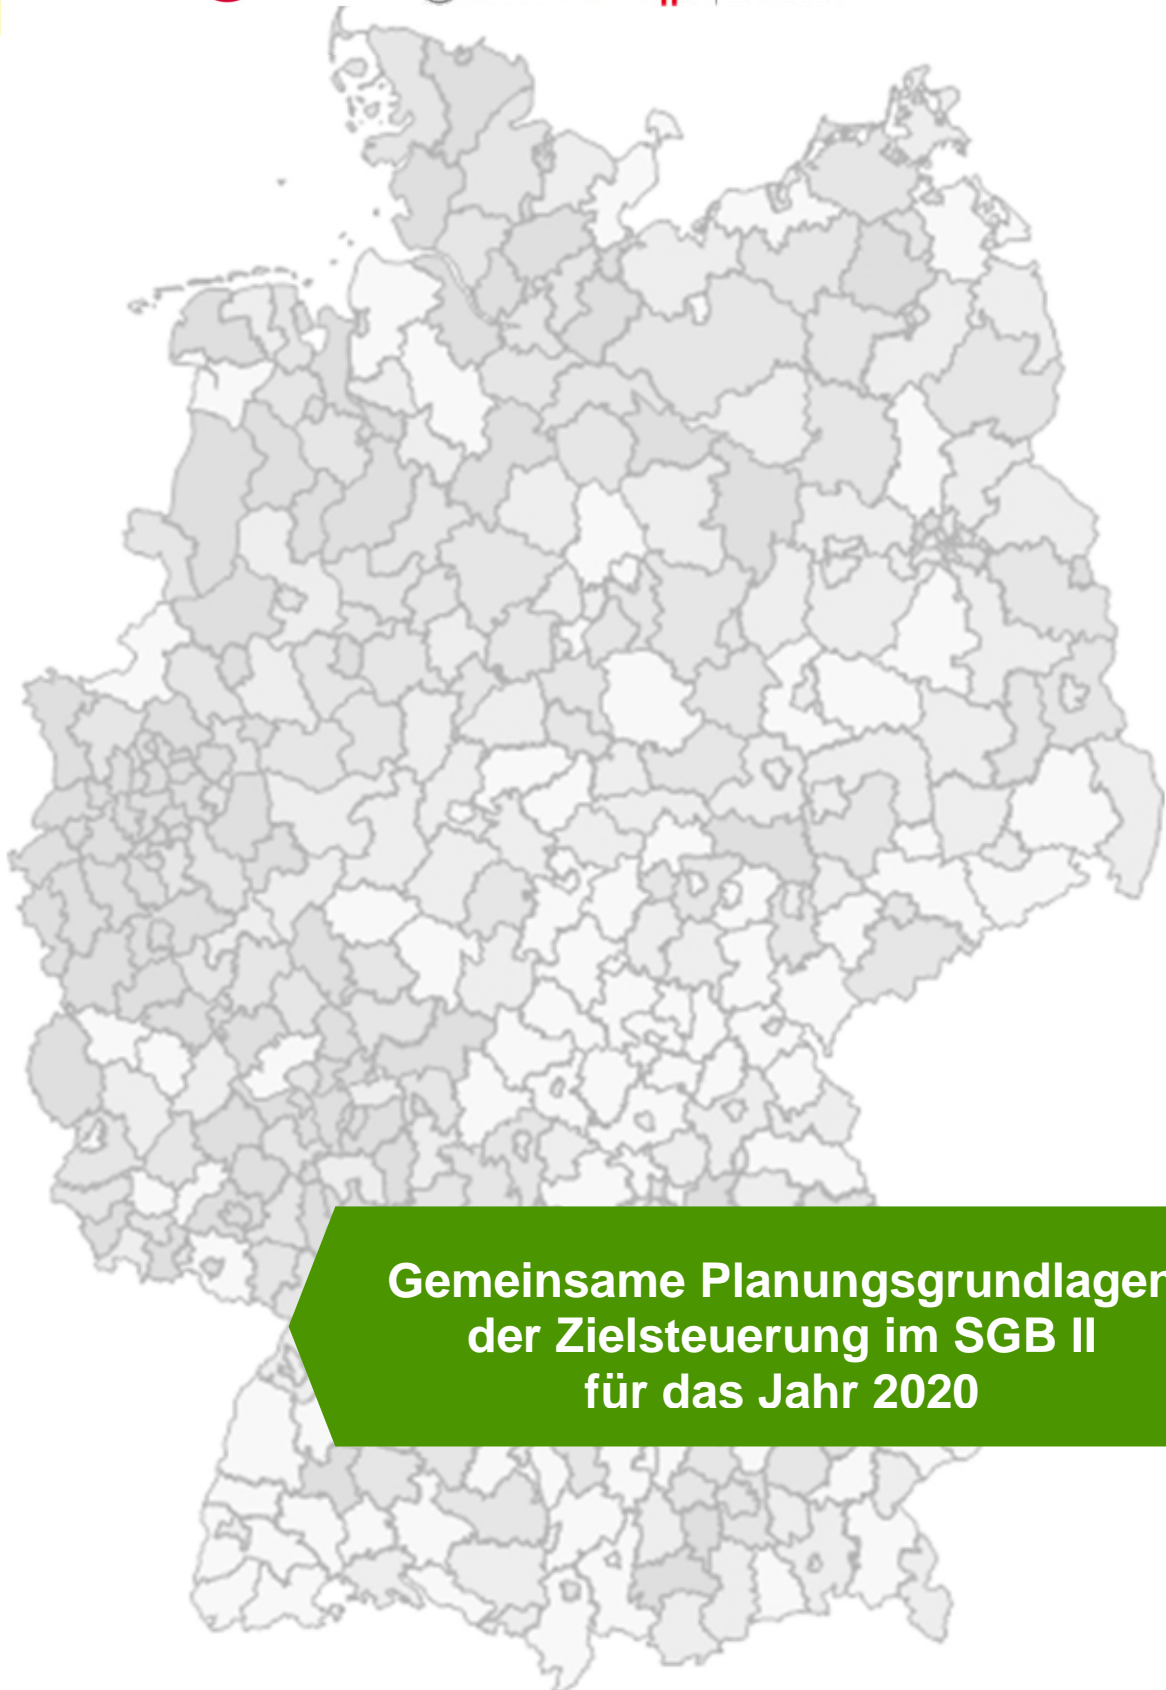 Gemeinsame Planungsgrundlagen
der Zielsteuerung im SGB II
für das Jahr 2020